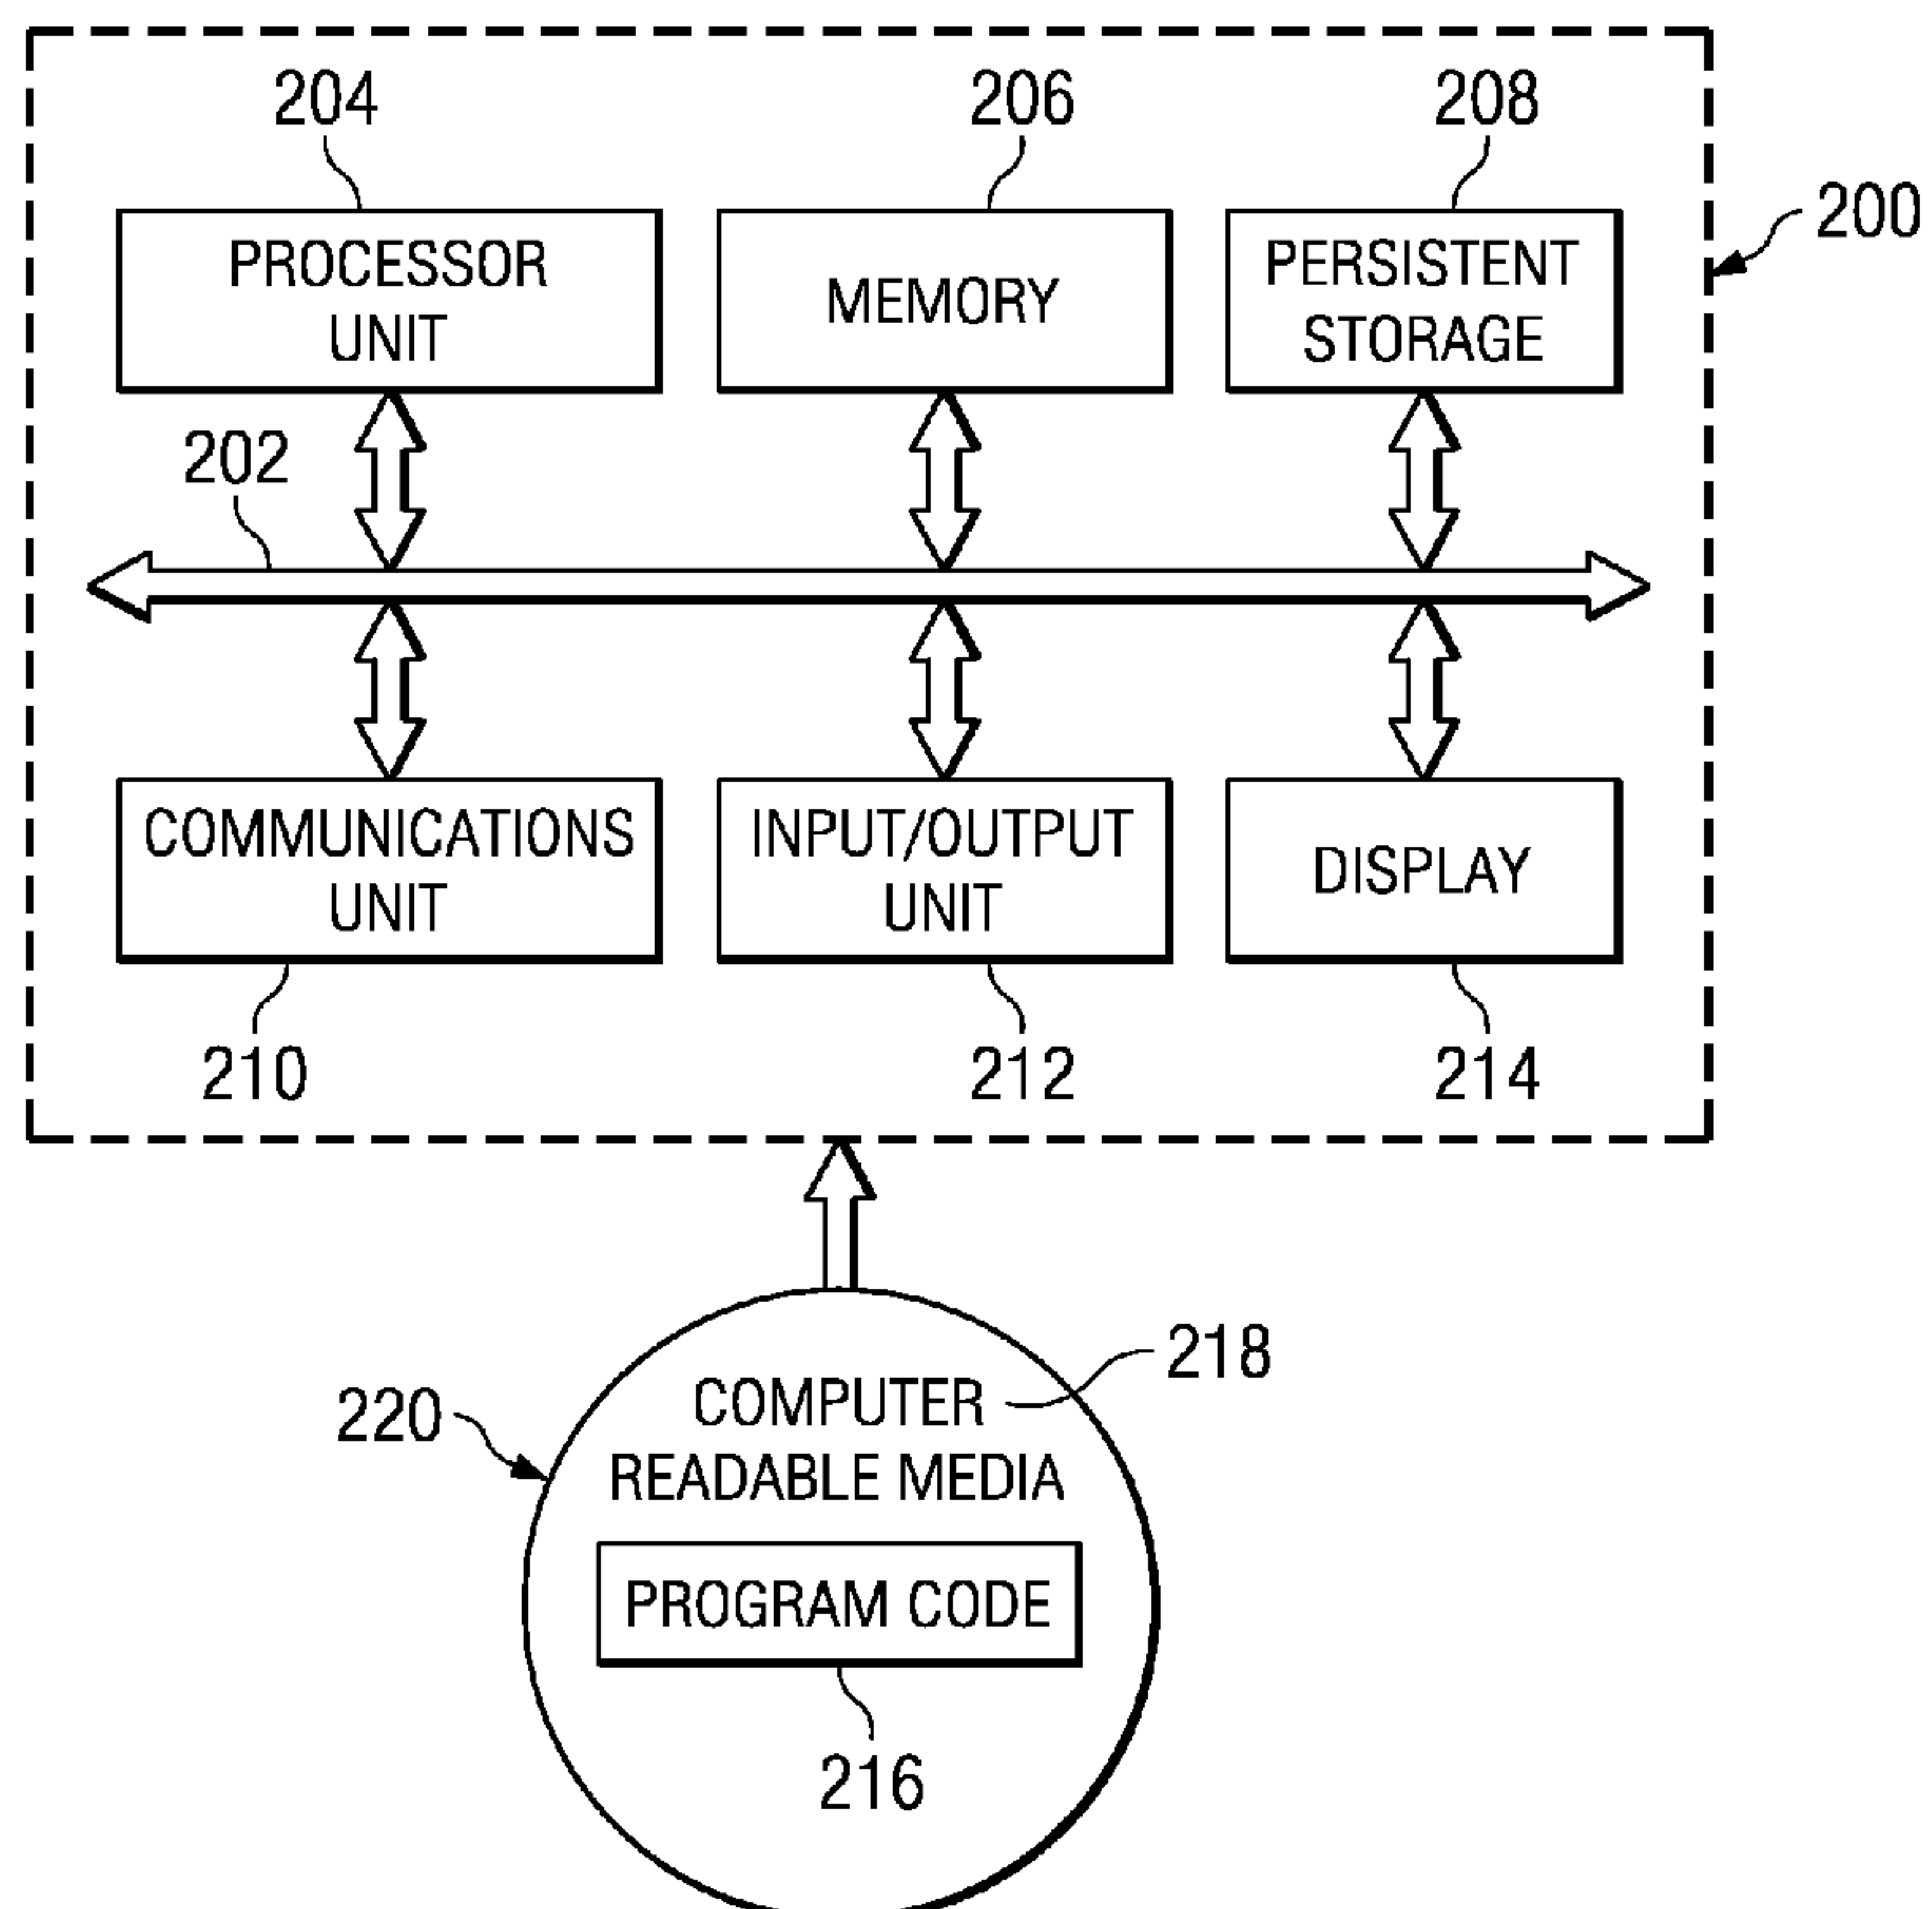 204
206
208
200
PROCESSOR
UNIT
MEMORY
PERSISTENT
STORAGE
202
COMMUNICATIONS
UNIT
INPUT/OUTPUT
UNIT
DISPLAY
210
212
214
218
220
COMPUTER
READABLE MEDIA
PROGRAM CODE
216